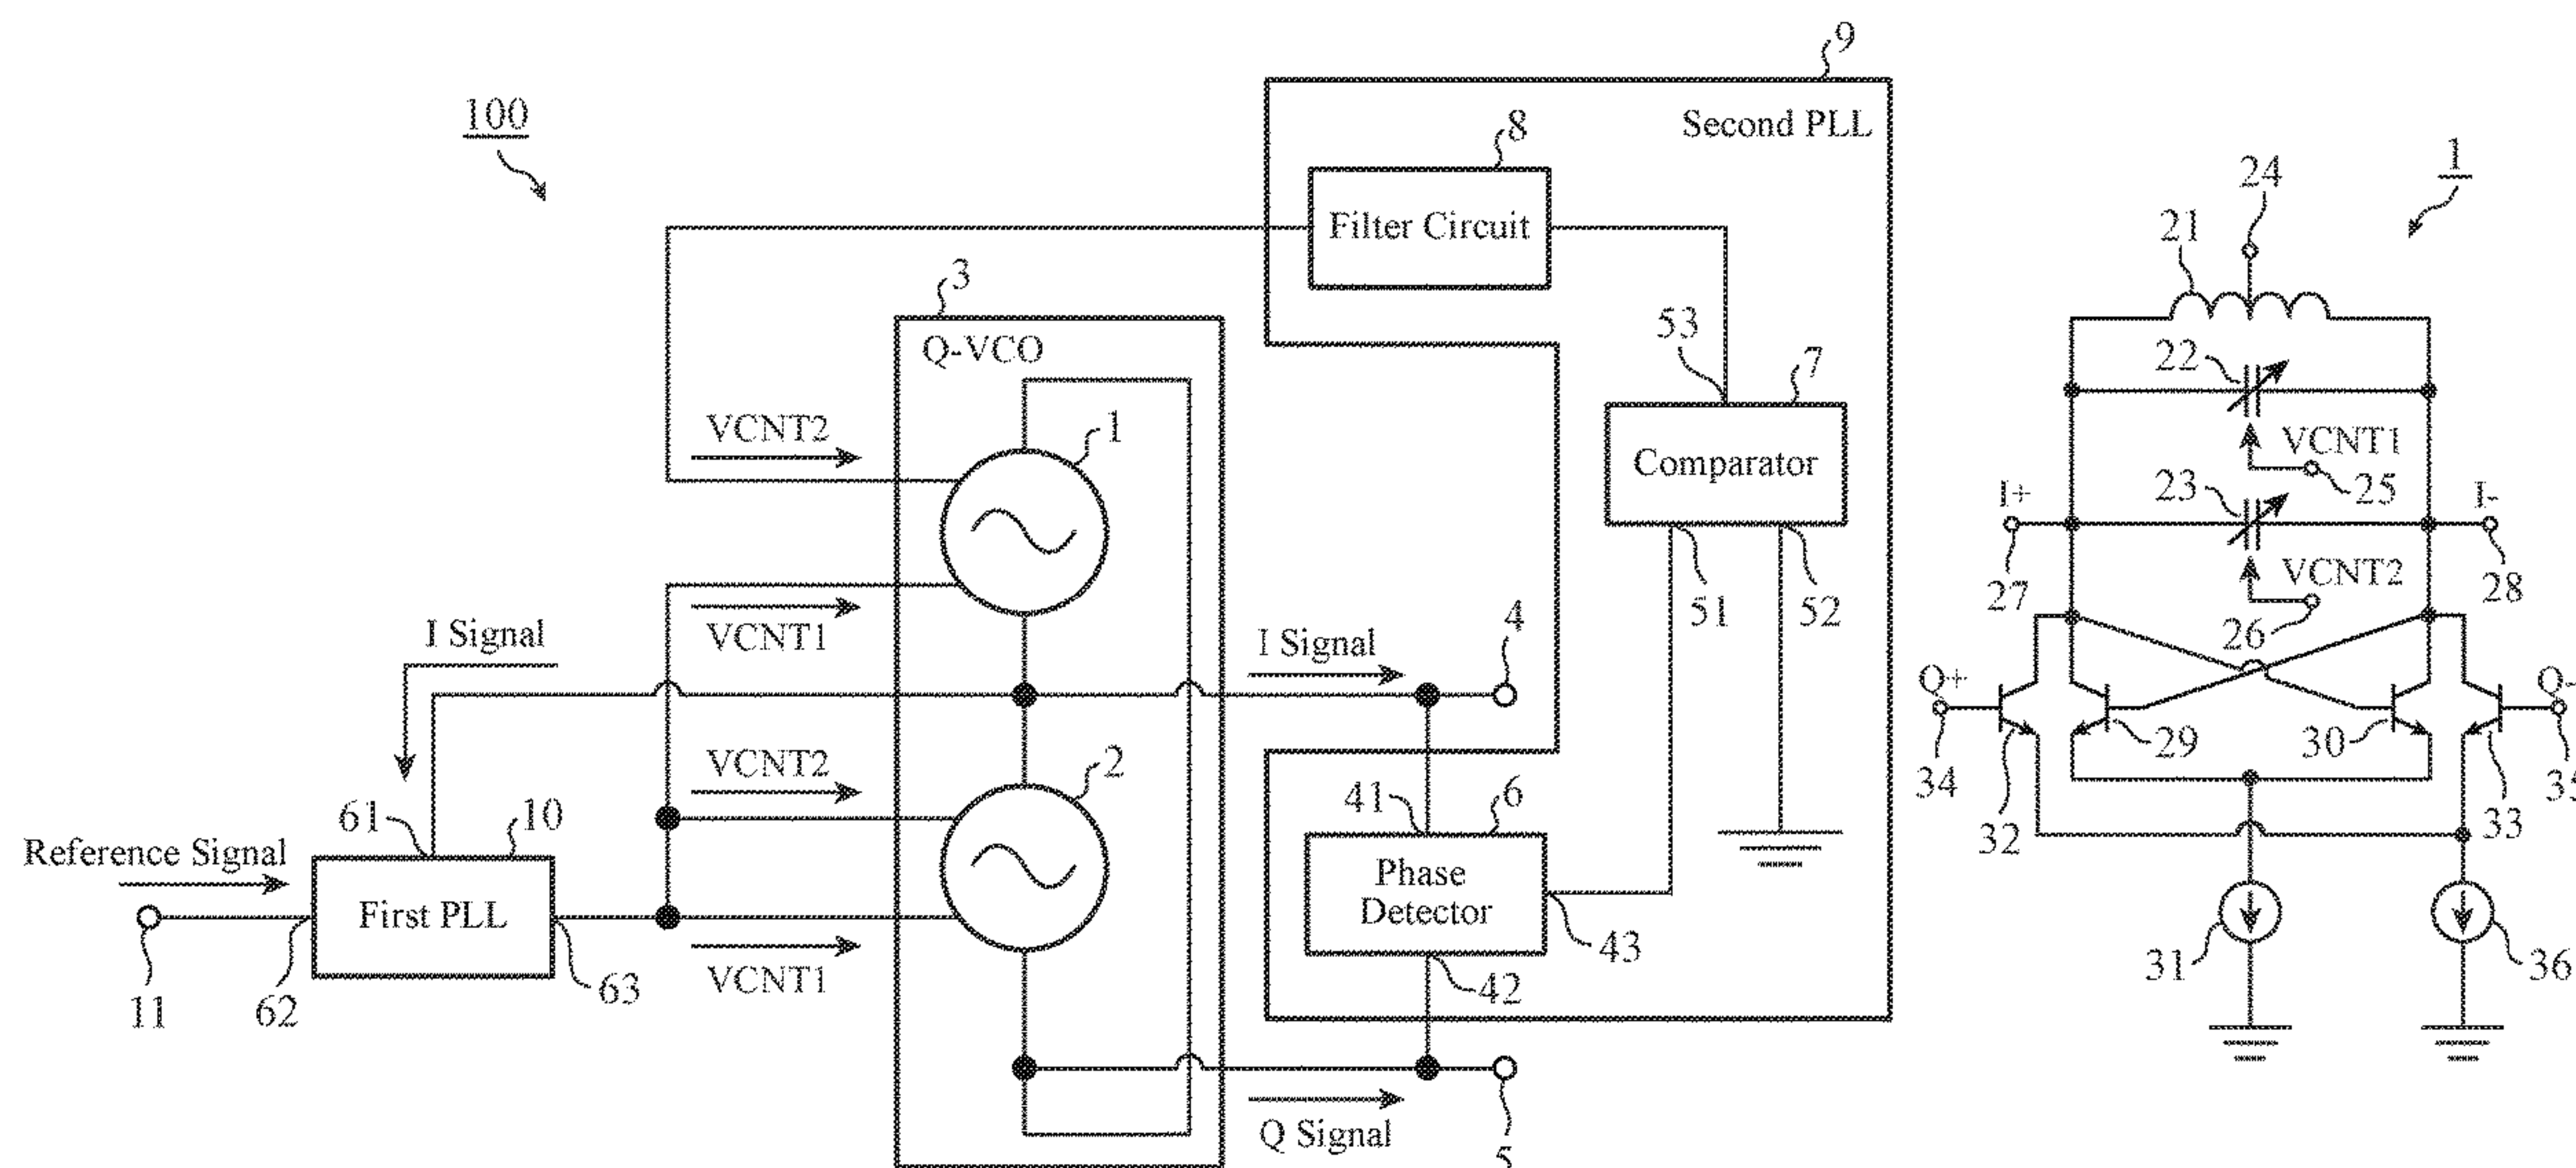 100
9
Second PLL
8
Filter Circuit
3
Q-VCO
53
7
Comparator
VCNT2
1
51
52
VCNT1
I Signal
I Signal
4
VCNT2
2
61
10
41
6
Reference Signal
First PLL
Phase
Detector
11
62
63
VCNT1
43
42
Q Signal
5
1
24
21
22
VCNT1
25
23
I+
I-
27
VCNT2
28
26
Q+
Q-
34
32
29
30
33
35
31
36